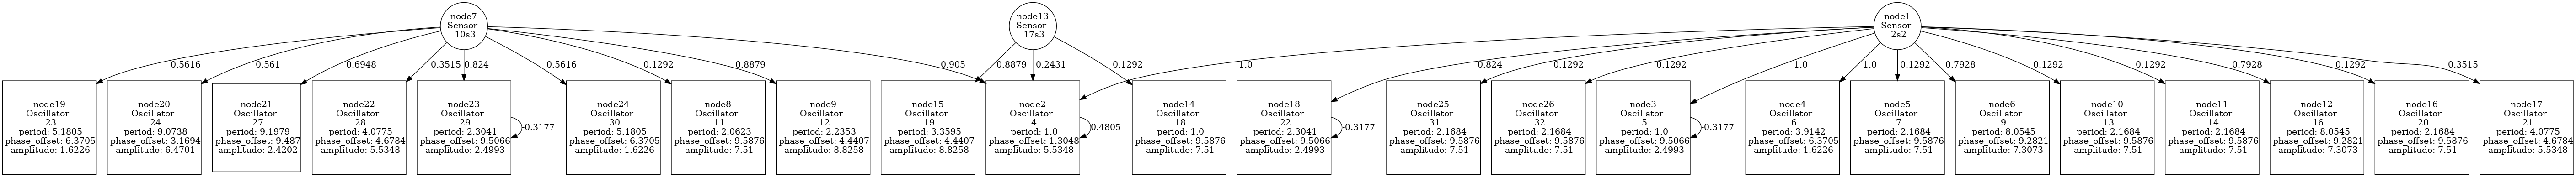 node7
Sensor
10s3
node13
Sensor
17s3
node1
Sensor
2s2
-0.5616
-0.561
-0.6948
-0.3515
0.824
-0.5616
-0.1292
0.8879
0.905
0.8879
-0.2431
-0.1292
-1.0
0.824
-0.1292
-0.1292
-1.0
-1.0
-0.1292
-0.7928
-0.1292
-0.1292
-0.7928
-0.1292
-0.3515
node19
Oscillator
23
period: 5.1805
phase_offset: 6.3705
amplitude: 1.6226
node20
Oscillator
24
period: 9.0738
phase_offset: 3.1694
amplitude: 6.4701
node21
Oscillator
27
period: 9.1979
phase_offset: 9.487
amplitude: 2.4202
node22
Oscillator
28
period: 4.0775
phase_offset: 4.6784
amplitude: 5.5348
node23
Oscillator
29
period: 2.3041
phase_offset: 9.5066
amplitude: 2.4993
-0.3177
node24
Oscillator
30
period: 5.1805
phase_offset: 6.3705
amplitude: 1.6226
node8
Oscillator
11
period: 2.0623
phase_offset: 9.5876
amplitude: 7.51
node9
Oscillator
12
period: 2.2353
phase_offset: 4.4407
amplitude: 8.8258
node15
Oscillator
19
period: 3.3595
phase_offset: 4.4407
amplitude: 8.8258
node2
Oscillator
4
period: 1.0
phase_offset: 1.3048
amplitude: 5.5348
0.4805
node14
Oscillator
18
period: 1.0
phase_offset: 9.5876
amplitude: 7.51
node18
Oscillator
22
period: 2.3041
phase_offset: 9.5066
amplitude: 2.4993
-0.3177
node25
Oscillator
31
period: 2.1684
phase_offset: 9.5876
amplitude: 7.51
node26
Oscillator
32
period: 2.1684
phase_offset: 9.5876
amplitude: 7.51
node3
Oscillator
5
period: 1.0
phase_offset: 9.5066
amplitude: 2.4993
-0.3177
node4
Oscillator
6
period: 3.9142
phase_offset: 6.3705
amplitude: 1.6226
node5
Oscillator
7
period: 2.1684
phase_offset: 9.5876
amplitude: 7.51
node6
Oscillator
9
period: 8.0545
phase_offset: 9.2821
amplitude: 7.3073
node10
Oscillator
13
period: 2.1684
phase_offset: 9.5876
amplitude: 7.51
node11
Oscillator
14
period: 2.1684
phase_offset: 9.5876
amplitude: 7.51
node12
Oscillator
16
period: 8.0545
phase_offset: 9.2821
amplitude: 7.3073
node16
Oscillator
20
period: 2.1684
phase_offset: 9.5876
amplitude: 7.51
node17
Oscillator
21
period: 4.0775
phase_offset: 4.6784
amplitude: 5.5348